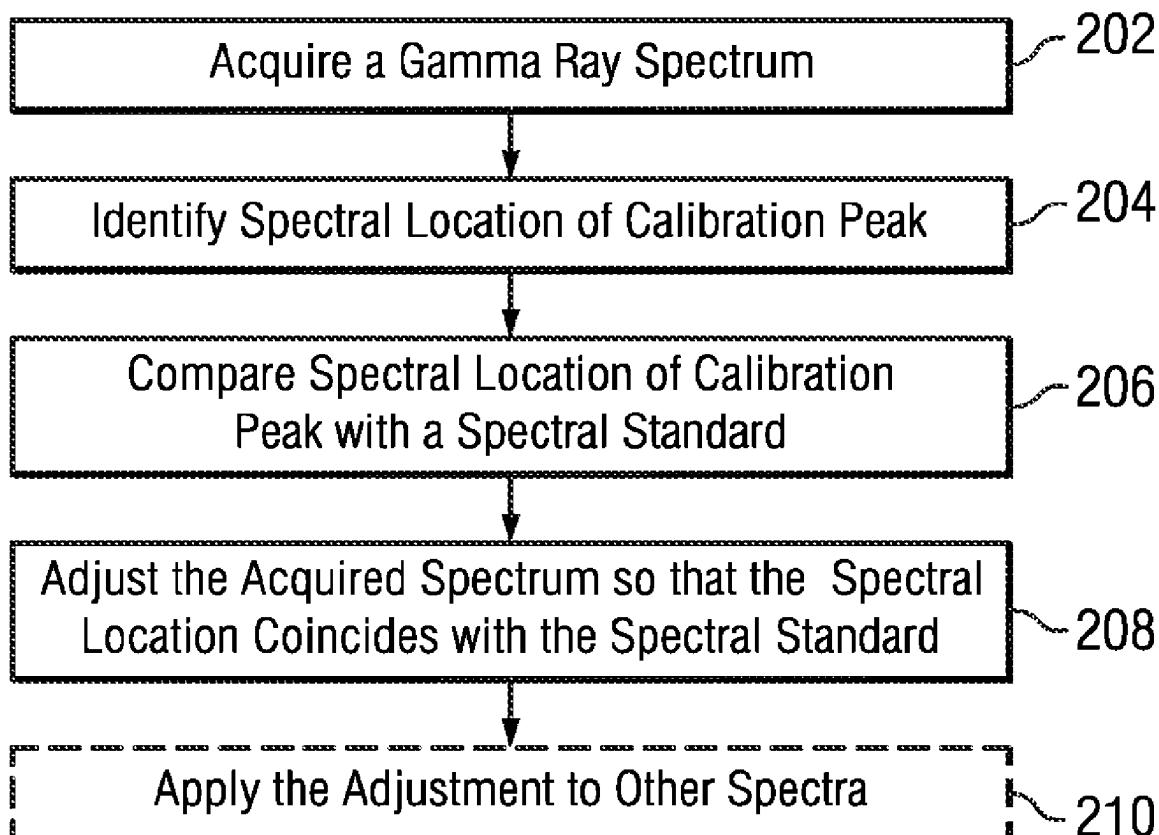 Acquire a Gamma Ray Spectrum
202
Identify Spectral Location of Calibration Peak
204
Compare Spectral Location of Calibration
Peak with a Spectral Standard
206
Adjust the Acquired Spectrum so that the Spectral
Location Coincides with the Spectral Standard
208
Apply the Adjustment to Other Spectra
210